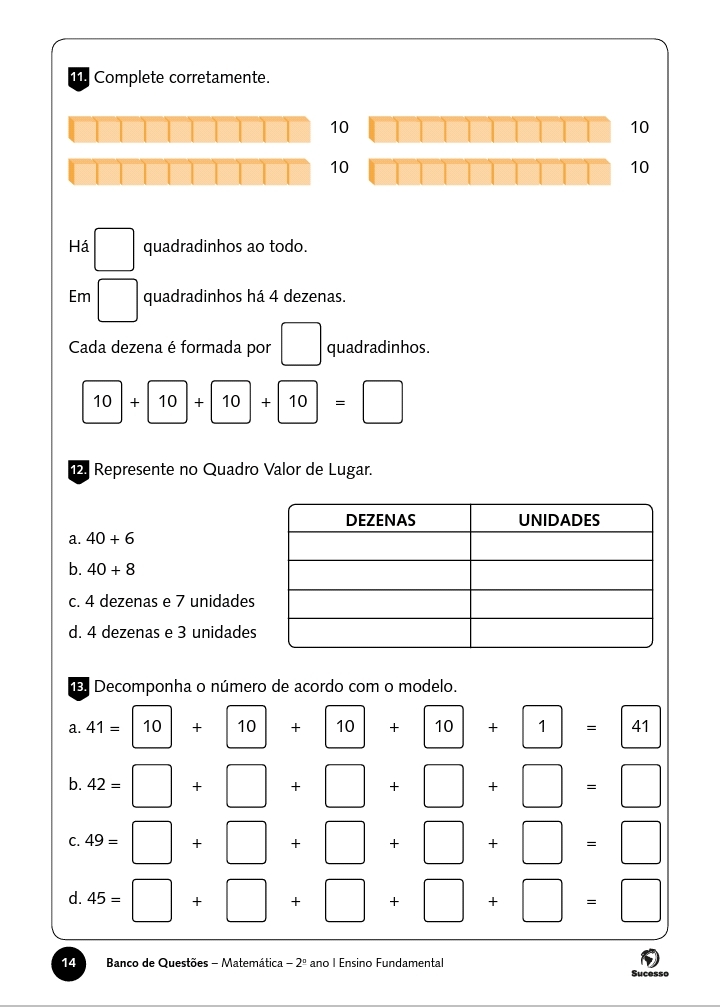 11. Complete corretamente.
10 10
10 10
Há quadradinhos ao todo.
Em quadradinhos há 4 dezenas.
Cada dezena é formada por quadradinhos.
10 + 10 + 10 + 10 =
12. Represente no Quadro Valor de Lugar.
DEZENAS UNIDADES
a. 40 + 6
b. 40 + 8
c. 4 dezenas e 7 unidades
d. 4 dezenas e 3 unidades
13. Decomponha o número de acordo com o modelo.
a. 41 = 10 + 10 + 10 + 10 + 1 = 41
b. 42 = + + + + =
c. 49 = + + + + =
d. 45 = + + + + =
14 Banco de Questões – Matemática – 2º ano | Ensino Fundamental
Sucesso